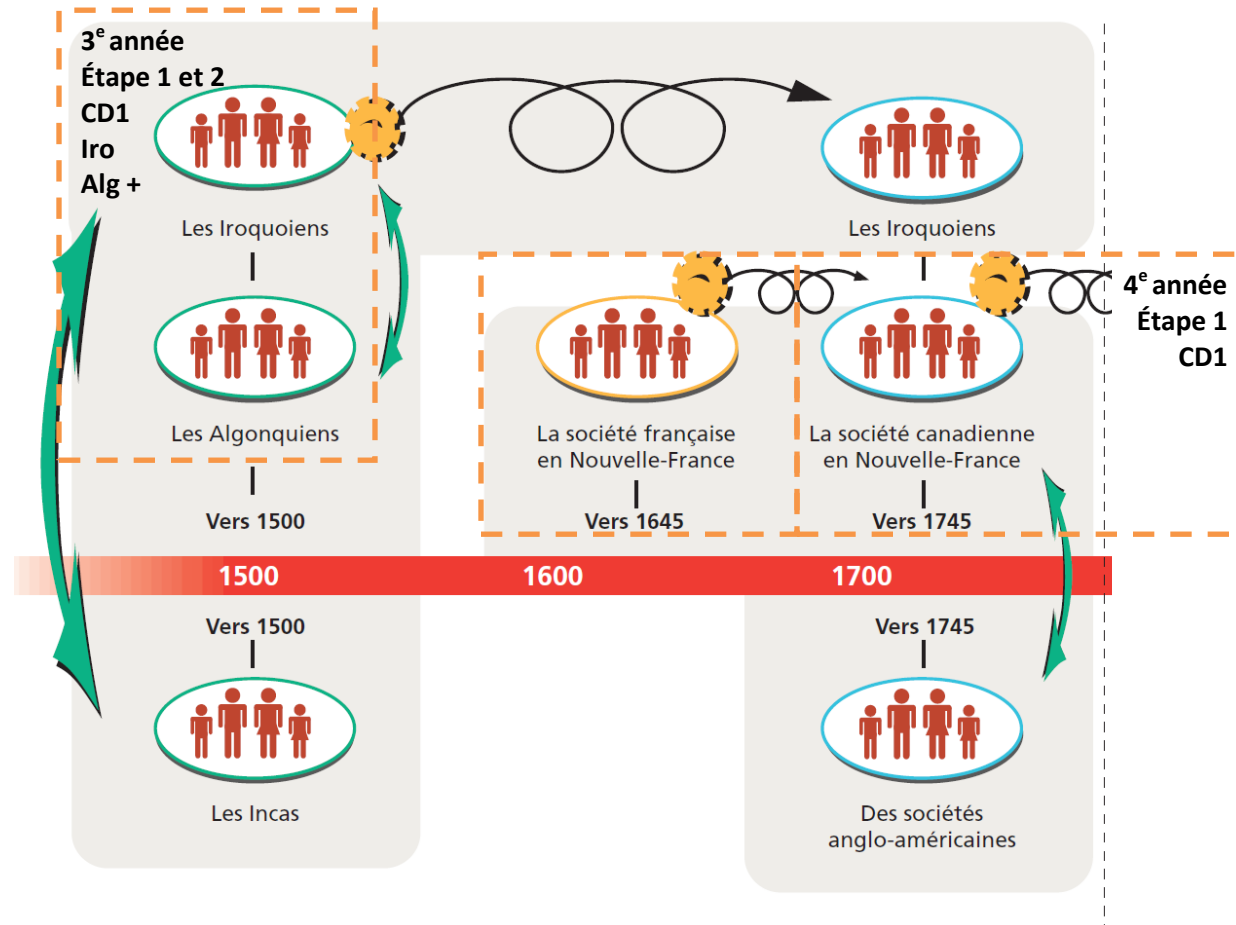 3e année
Étape 1 et 2
CD1
Iro
Alg +
Les Iroquoiens
Les Iroquoiens
4e année
Étape 1
CD1
Les Algonquiens
La société française
en Nouvelle-France
La société canadienne
en Nouvelle-France
Vers 1500
Vers 1645
Vers 1745
1500
1600
1700
Vers 1500
Vers 1745
Les Incas
Des sociétés
anglo-américaines